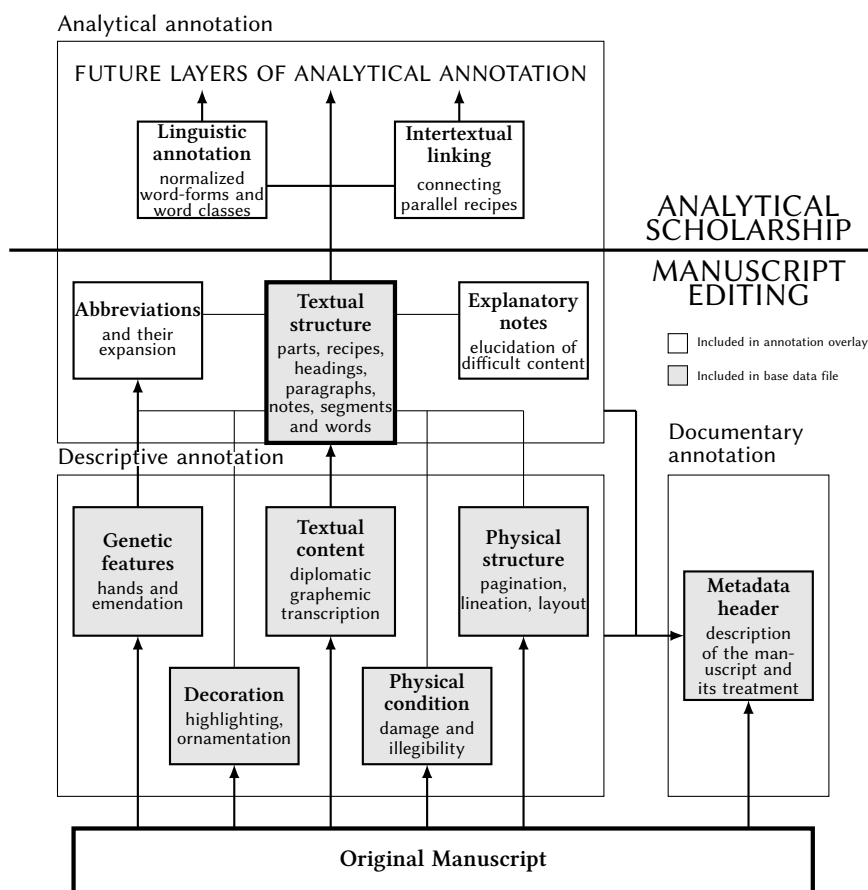 Analytical annotation
FUTURE LAYERS OF ANALYTICAL ANNOTATION
Linguistic
annotation
normalized
word-forms and
word classes
Intertextual
linking
connecting
parallel recipes
ANALYTICAL
SCHOLARSHIP
MANUSCRIPT
EDITING
Abbreviations
and their
expansion
Textual
structure
parts, recipes,
headings,
paragraphs,
notes, segments
and words
Explanatory
notes
elucidation of
difficult content
Included in annotation overlay
Included in base data file
Descriptive annotation
Documentary
annotation
Genetic
features
hands and
emendation
Textual
content
diplomatic
graphemic
transcription
Physical
structure
pagination,
lineation, layout
Metadada
header
description
of the man-
uscript and
its treatment
Decoration
highlighting,
ornamentation
Physical
condition
damage and
illegibility
Original Manuscript